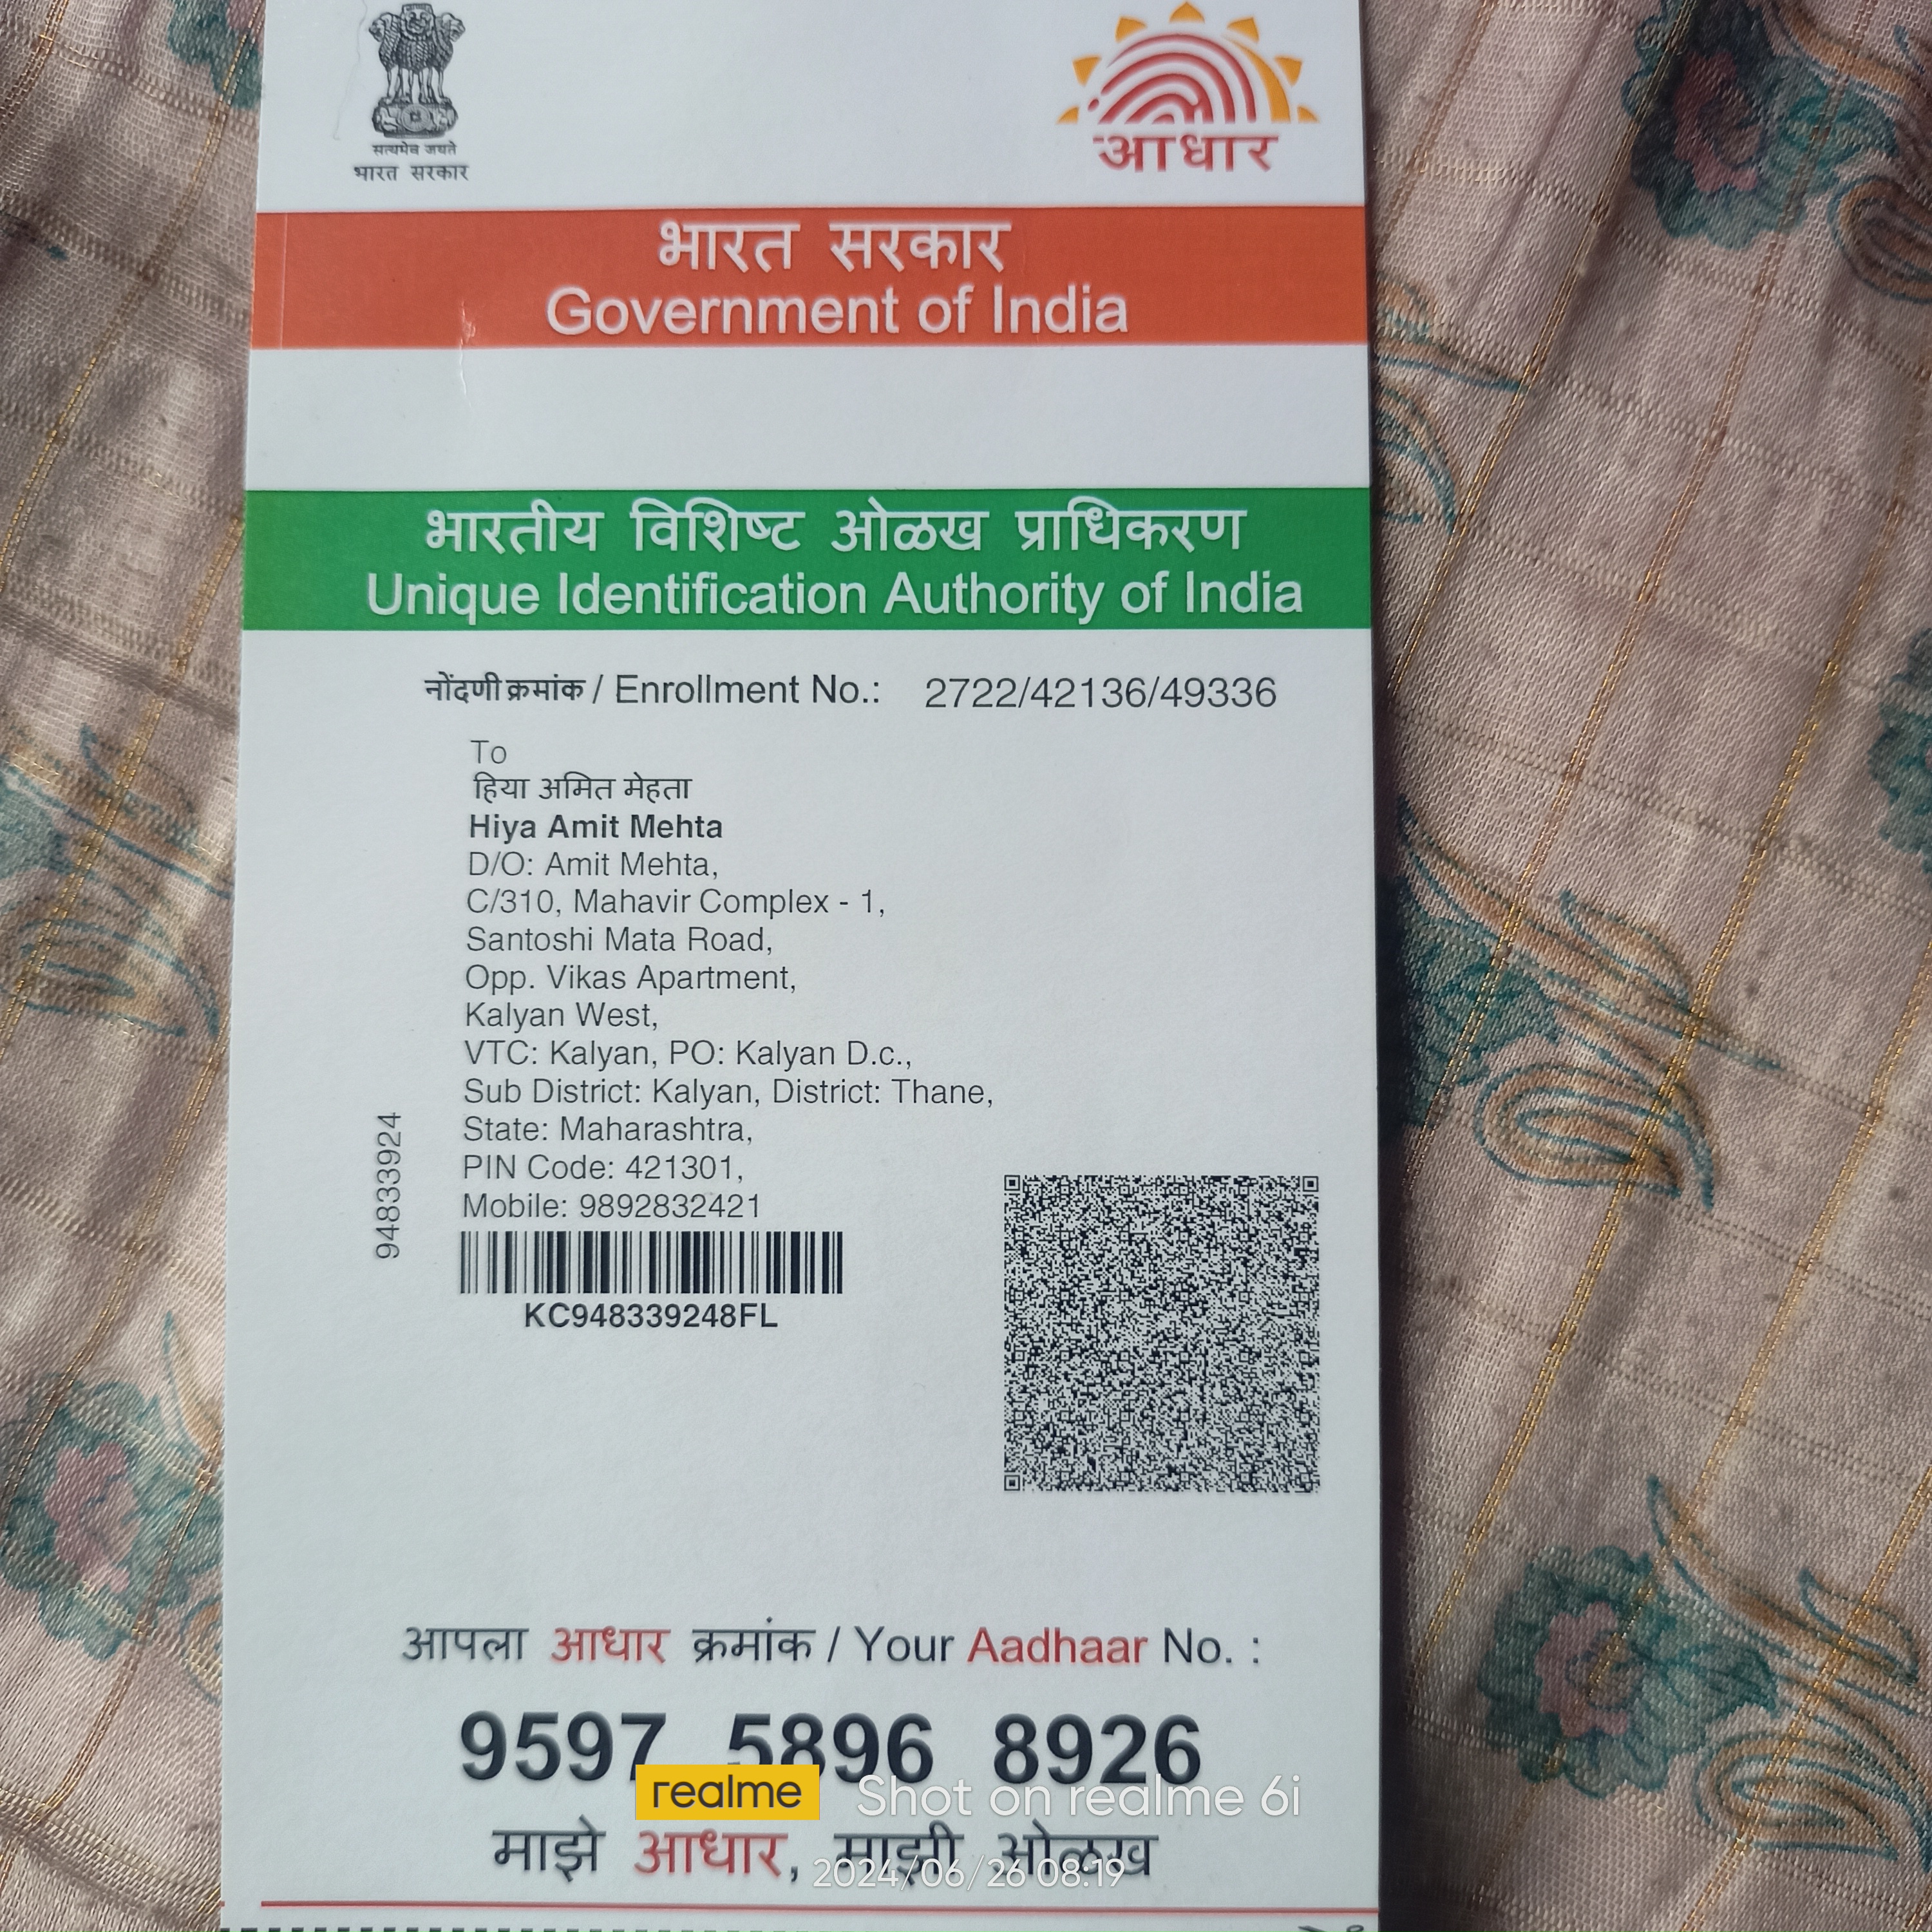 सत्यमेव जयते
भारत सरकार
आधार
भारत सरकार
Government of India
भारतीय विशिष्ट ओळख प्राधिकरण
Unique Identification Authority of India
नोंदणी क्रमांक / Enrollment No.: 2722/42136/49336
To
हिया अमित मेहता
Hiya Amit Mehta
D/O: Amit Mehta,
C/310, Mahavir Complex - 1,
Santoshi Mata Road,
Opp. Vikas Apartment,
Kalyan West,
VTC: Kalyan, PO: Kalyan D.c.,
Sub District: Kalyan, District: Thane,
State: Maharashtra,
PIN Code: 421301,
Mobile: 9892832421
94833924
KC948339248FL
आपला आधार क्रमांक / Your Aadhaar No. :
9597 5896 8926
realme Shot on realme 6i
माझे आधार, माझी ओळख
2024/06/26 08:19